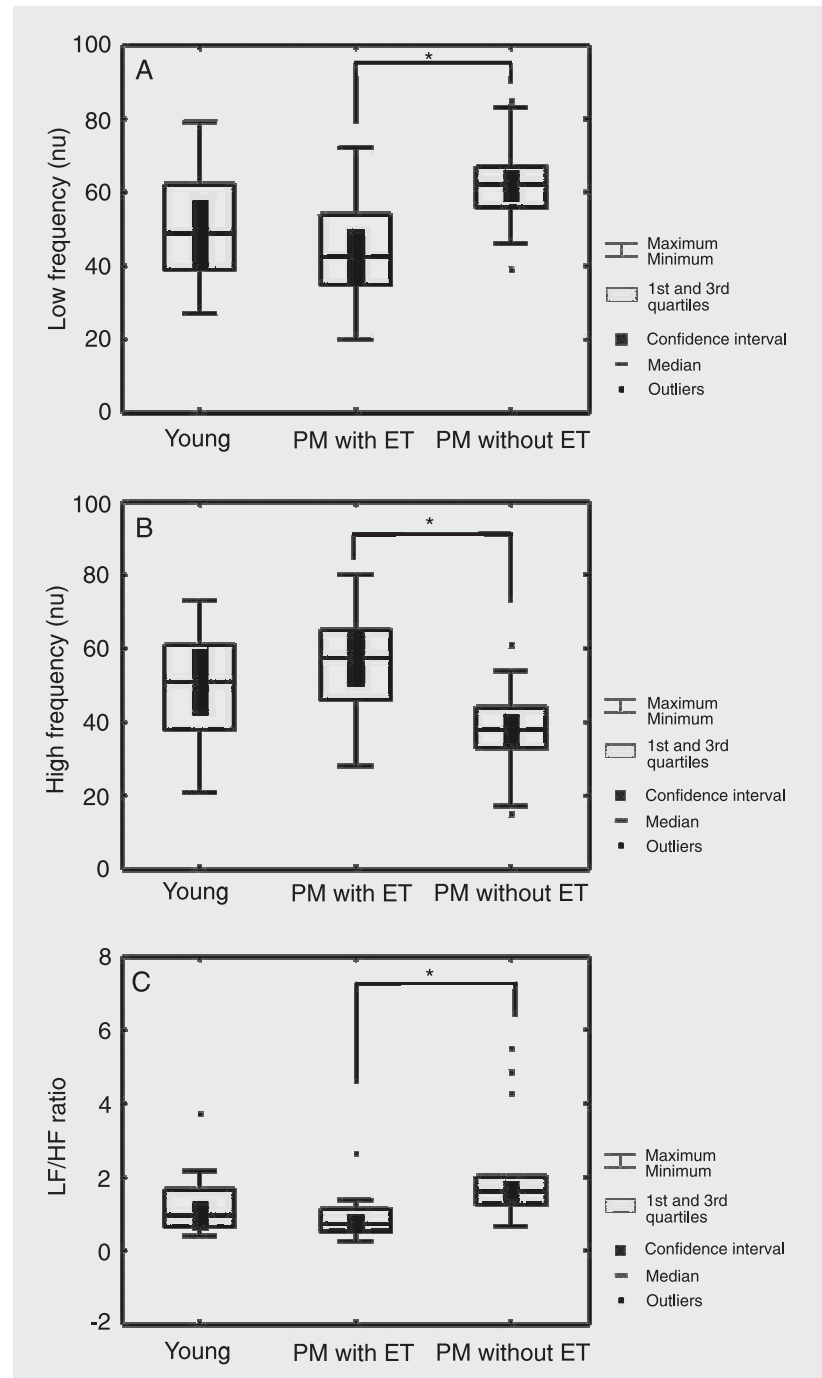 A
*
100
80
60
40
20
0
Low frequency (nu)
Young PM with ET PM without ET
Maximum
Minimum
1st and 3rd
quartiles
Confidence interval
Median
Outliers
B
*
100
80
60
40
20
0
High frequency (nu)
Young PM with ET PM without ET
Maximum
Minimum
1st and 3rd
quartiles
Confidence interval
Median
Outliers
C
*
8
6
4
2
0
-2
LF/HF ratio
Young PM with ET PM without ET
Maximum
Minimum
1st and 3rd
quartiles
Confidence interval
Median
Outliers